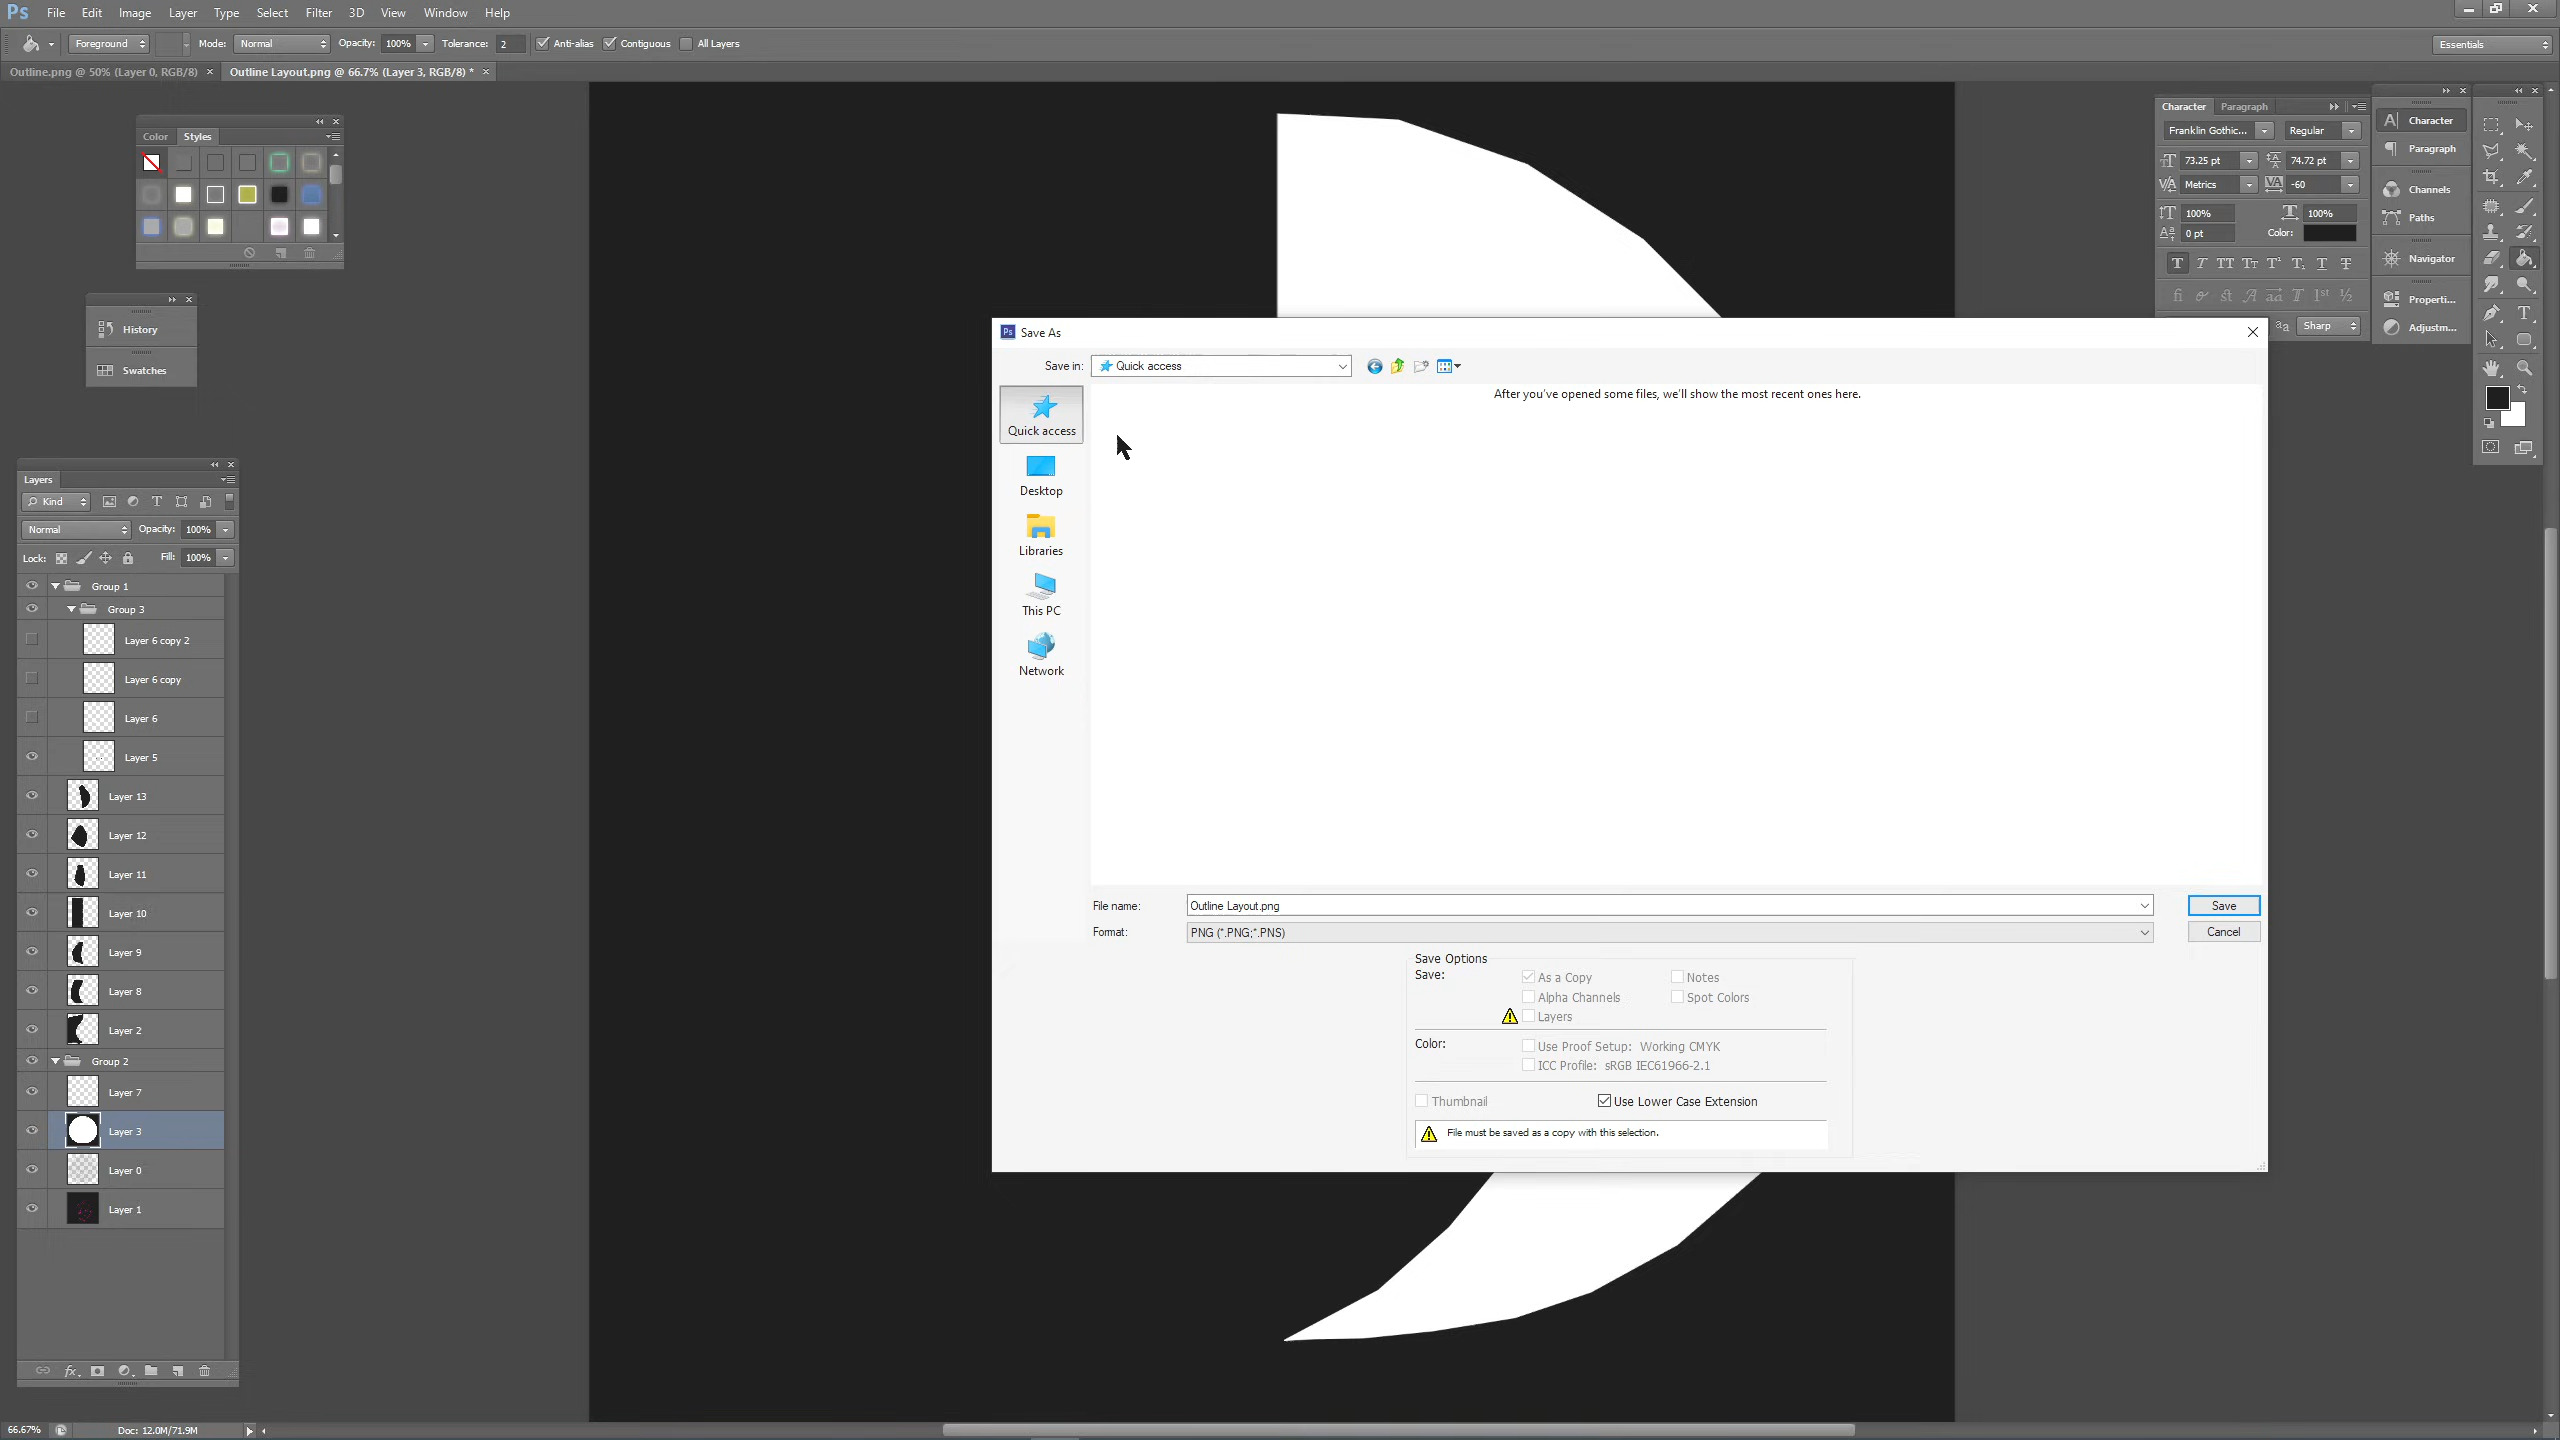 Ps File Edit Image Layer Type Select Filter 3D View Window Help
Foreground Mode: Normal Opacity: 100% Tolerance: 2 Anti-alias Contiguous All Layers Essentials
Outline.png @ 50% (Layer 0, RGB/8) × Outline Layout.png @ 66.7% (Layer 3, RGB/8) * ×
Color Styles
History
Swatches
Layers
Kind
Normal Opacity: 100%
Lock: Fill: 100%
Group 1
Group 3
Layer 6 copy 2
Layer 6 copy
Layer 6
Layer 5
Layer 13
Layer 12
Layer 11
Layer 10
Layer 9
Layer 8
Layer 2
Group 2
Layer 7
Layer 3
Layer 0
Layer 1
fx
66.67% Doc: 12.0M/71.9M
Ps Save As
Save in: Quick access
Quick access
Desktop
Libraries
This PC
Network
After you've opened some files, we'll show the most recent ones here.
File name: Outline Layout.png Save
Format: PNG (*.PNG;*.PNS) Cancel
Save Options
Save: As a Copy Notes
Alpha Channels Spot Colors
Layers
Color: Use Proof Setup: Working CMYK
ICC Profile: sRGB IEC61966-2.1
Thumbnail Use Lower Case Extension
File must be saved as a copy with this selection.
Character Paragraph
Franklin Gothic... Regular
73.25 pt 74.72 pt
Metrics -60
100% 100%
0 pt Color:
Sharp
Character
Paragraph
Channels
Paths
Navigator
Properti...
Adjustm...